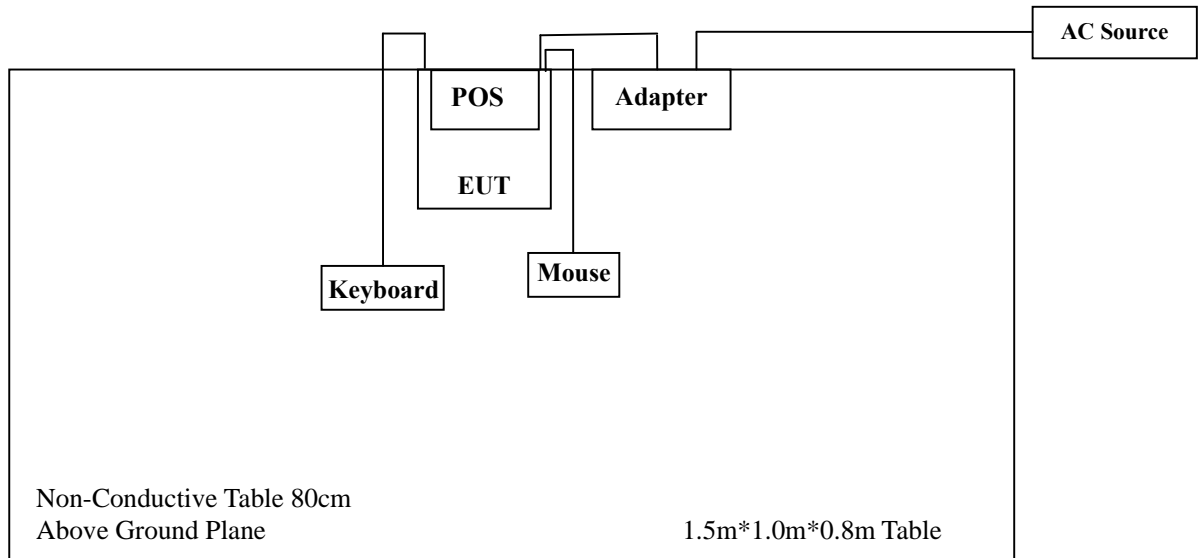 AC Source
POS
Adapter
EUT
Mouse
Keyboard
Non-Conductive Table 80cm
Above Ground Plane
1.5m*1.0m*0.8m Table